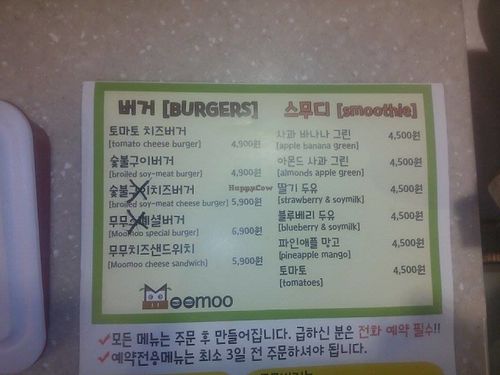 버거 [BURGERS]
토마토 치즈버거
[tomato cheese burger] 4,900원
숯불구이버거
[broiled soy-meat burger] 4,900원
숯불구이치즈버거
[broiled soy-meat cheese burger] 5,900원
무무스페셜버거
[Moomoo special burger] 6,900원
무무치즈샌드위치
[Moomoo cheese sandwich] 5,900원
스무디 [smoothie]
사과 바나나 그린 4,500원
[apple banana green]
아몬드 사과 그린 4,500원
[almonds apple green]
딸기 두유 4,500원
[strawberry & soymilk]
블루베리 두유 4,500원
[blueberry & soymilk]
파인애플 망고 4,500원
[pineapple mango]
토마토 4,500원
[tomatoes]
HappyCow
Moomoo
✓모든 메뉴는 주문 후 만들어집니다. 급하신 분은 전화 예약 필수!!
✓예약전용메뉴는 최소 3일 전 주문하셔야 됩니다.